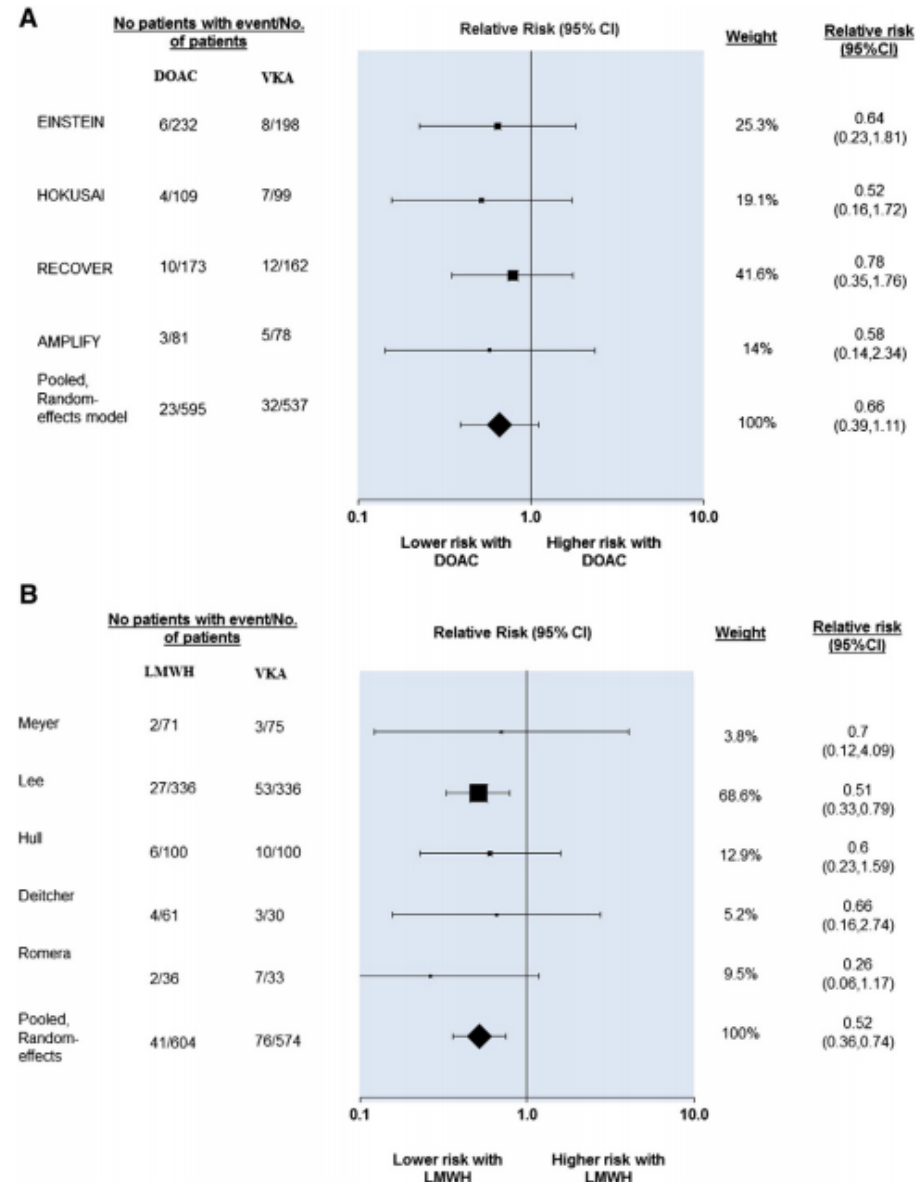 A
No patients with event/No.
of patients
Relative Risk (95% CI)
Weight
Relative risk
(95%CI)
DOAC VKA
EINSTEIN 6/232 8/198 25.3% 0.64
(0.23,1.81)
HOKUSAI 4/109 7/99 19.1% 0.52
(0.16,1.72)
RECOVER 10/173 12/162 41.6% 0.78
(0.35,1.76)
AMPLIFY 3/81 5/78 14% 0.58
(0.14,2.34)
Pooled,
Random-
effects model 23/595 32/537 100% 0.66
(0.39,1.11)
0.1 1.0 10.0
Lower risk with
DOAC
Higher risk with
DOAC
B
No patients with event/No.
of patients
Relative Risk (95% CI)
Weight
Relative risk
(95%CI)
LMWH VKA
Meyer 2/71 3/75 3.8% 0.7
(0.12,4.09)
Lee 27/336 53/336 68.6% 0.51
(0.33,0.79)
Hull 6/100 10/100 12.9% 0.6
(0.23,1.59)
Deitcher 4/61 3/30 5.2% 0.66
(0.16,2.74)
Romera 2/36 7/33 9.5% 0.26
(0.06,1.17)
Pooled,
Random-
effects 41/604 76/574 100% 0.52
(0.36,0.74)
0.1 1.0 10.0
Lower risk with
LMWH
Higher risk with
LMWH